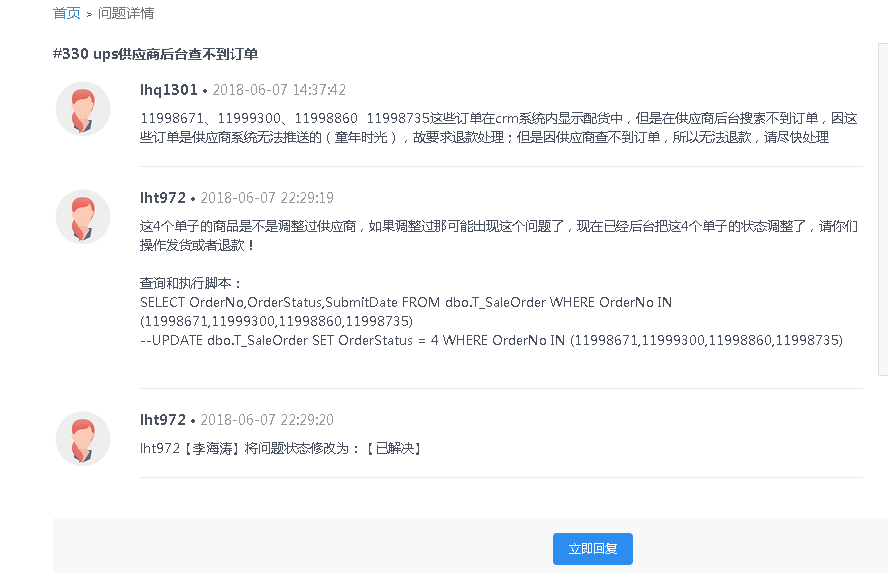 首页 > 问题详情
#330 ups供应商后台查不到订单
lhq1301 • 2018-06-07 14:37:42
11998671、11999300、11998860 11998735这些订单在crm系统内显示配货中，但是在供应商后台搜索不到订单，因这
些订单是供应商系统无法推送的（童年时光），故要求退款处理；但是因供应商查不到订单，所以无法退款，请尽快处理
lht972 • 2018-06-07 22:29:19
这4个单子的商品是不是调整过供应商，如果调整过那可能出现这个问题了，现在已经后台把这4个单子的状态调整了，请你们
操作发货或者退款！
查询和执行脚本：
SELECT OrderNo,OrderStatus,SubmitDate FROM dbo.T_SaleOrder WHERE OrderNo IN
(11998671,11999300,11998860,11998735)
--UPDATE dbo.T_SaleOrder SET OrderStatus = 4 WHERE OrderNo IN (11998671,11999300,11998860,11998735)
lht972 • 2018-06-07 22:29:20
lht972【李海涛】将问题状态修改为：【已解决】
立即回复